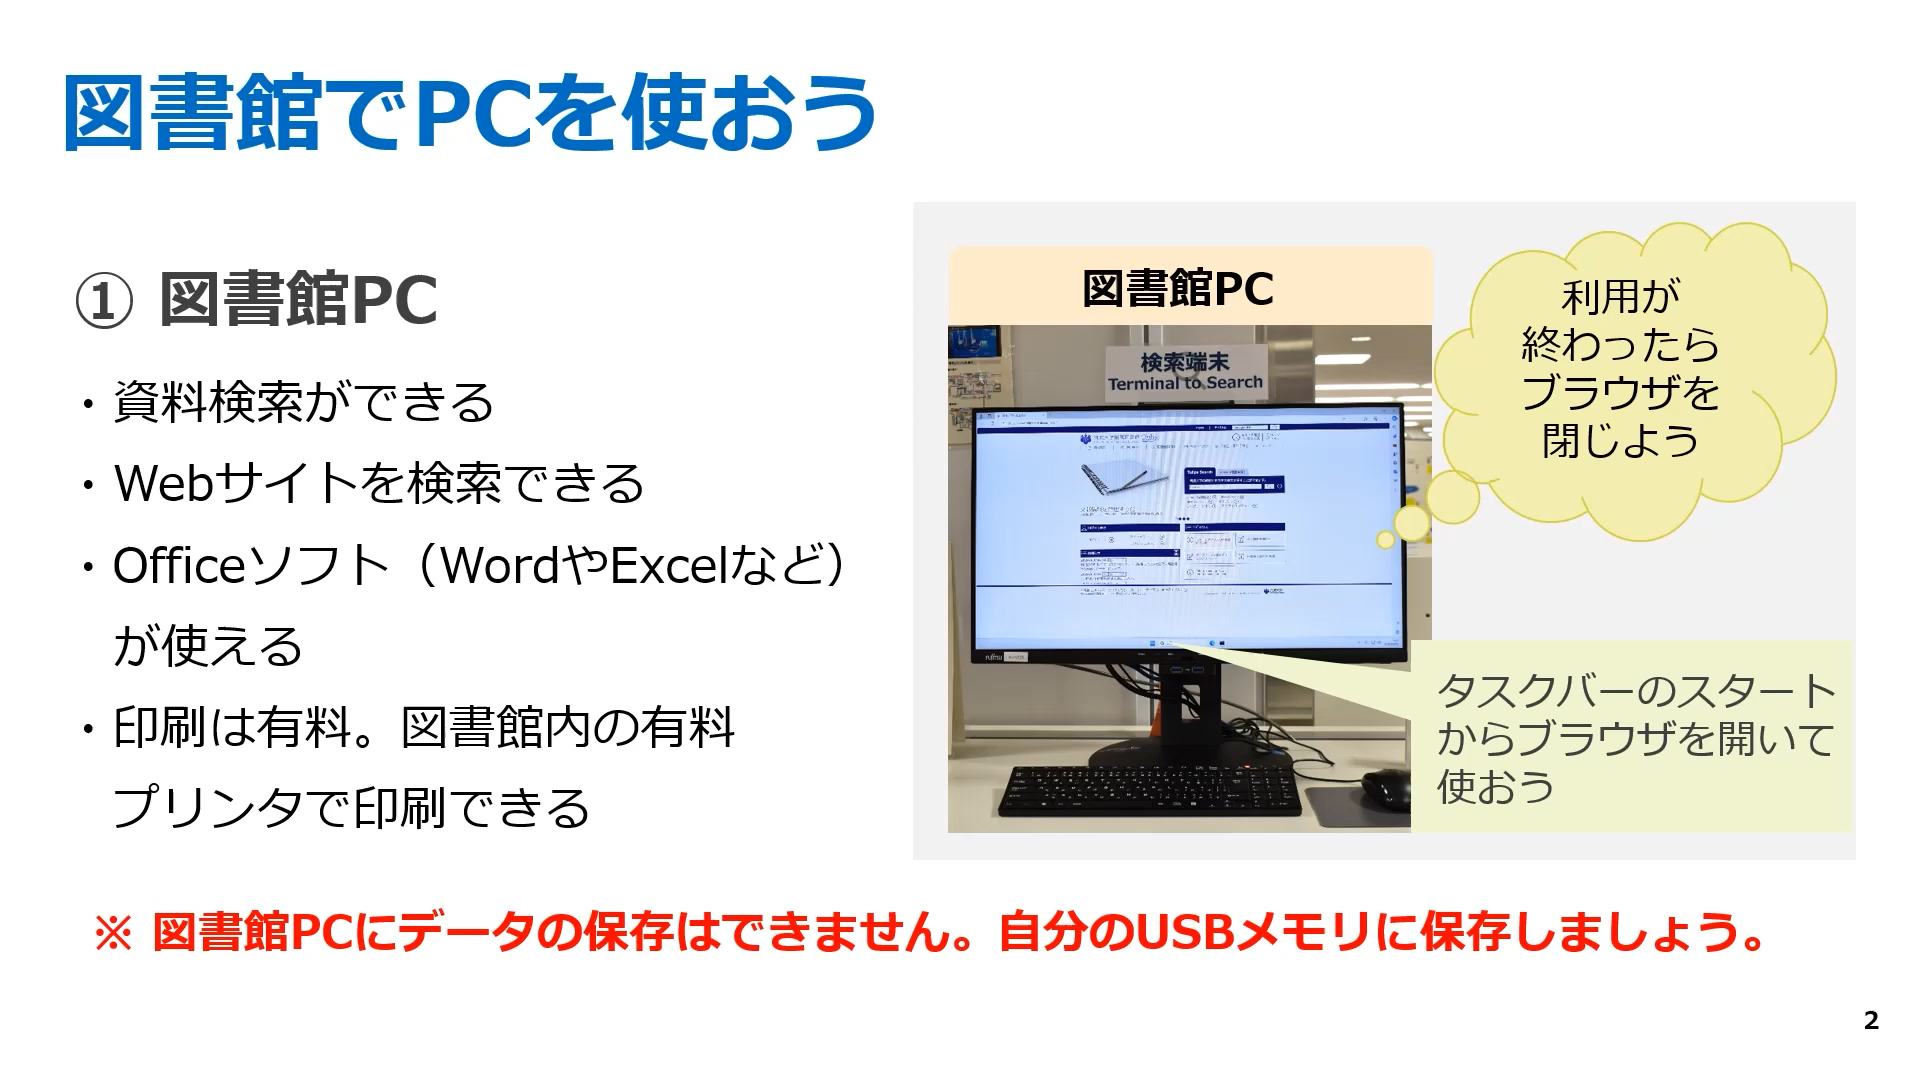 図書館でPCを使おう
① 図書館PC
・資料検索ができる
・Webサイトを検索できる
・Officeソフト（WordやExcelなど）
が使える
・印刷は有料。図書館内の有料
プリンタで印刷できる
図書館PC
検索端末
Terminal to Search
Tulips Search
FUJITSU
利用が
終わったら
ブラウザを
閉じよう
タスクバーのスタート
からブラウザを開いて
使おう
※ 図書館PCにデータの保存はできません。自分のUSBメモリに保存しましょう。
2